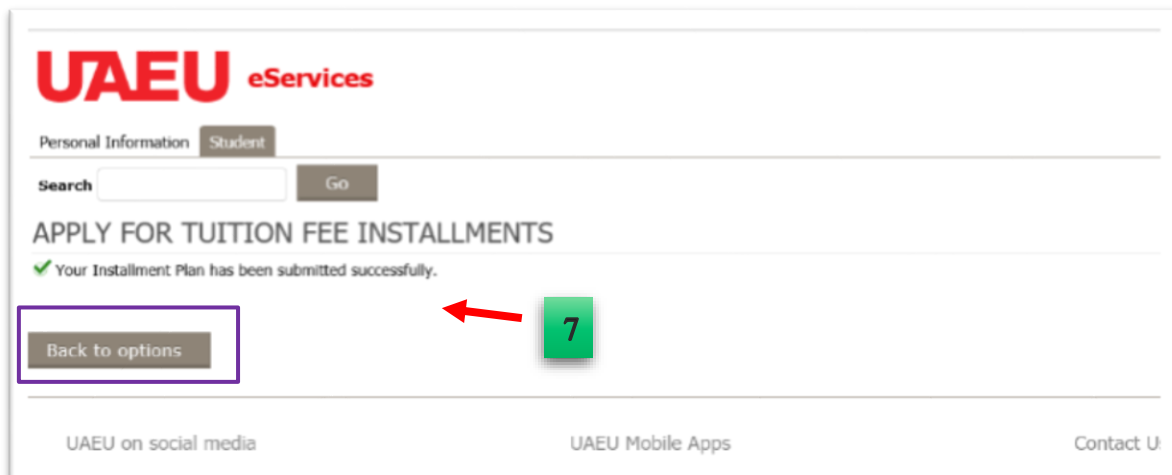 UAEU eServices
Personal Information Student
Search Go
APPLY FOR TUITION FEE INSTALLMENTS
Your Installment Plan has been submitted successfully.
7
Back to options
UAEU on social media UAEU Mobile Apps Contact